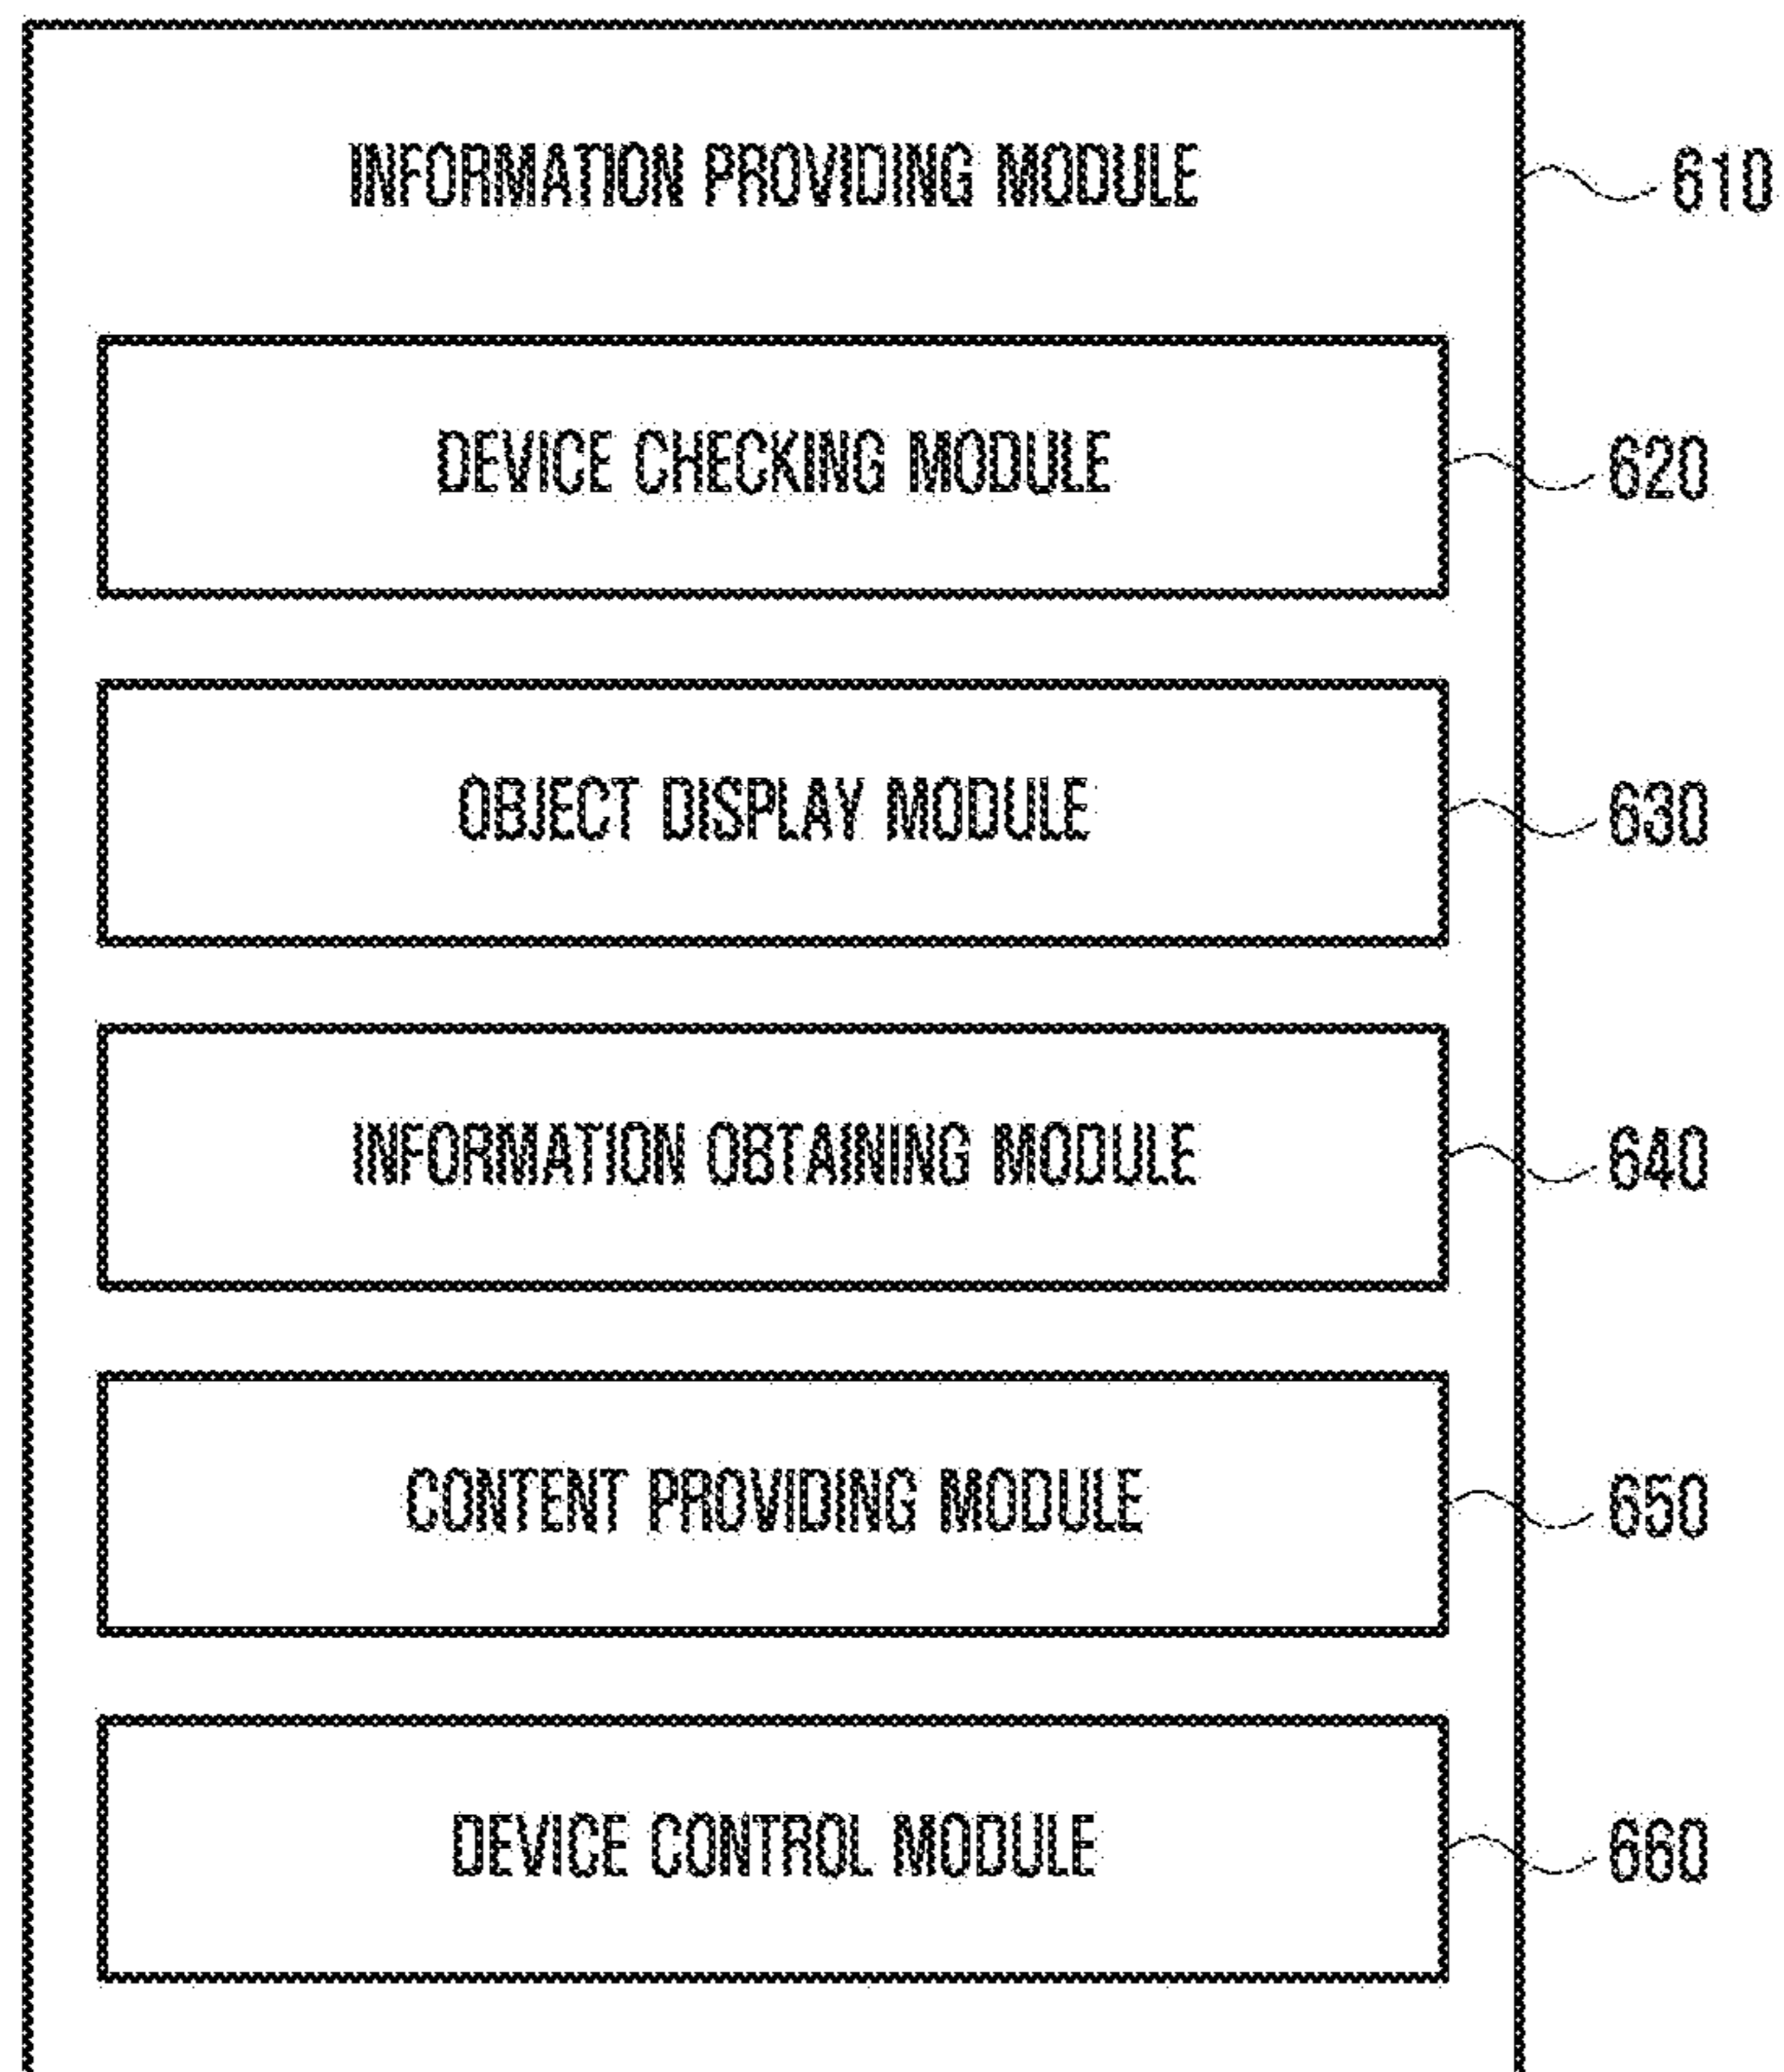 INFORMATION PROVIDING MODULE 610
DEVICE CHECKING MODULE 620
OBJECT DISPLAY MODULE 630
INFORMATION OBTAINING MODULE 640
CONTENT PROVIDING MODULE 650
DEVICE CONTROL MODULE 660